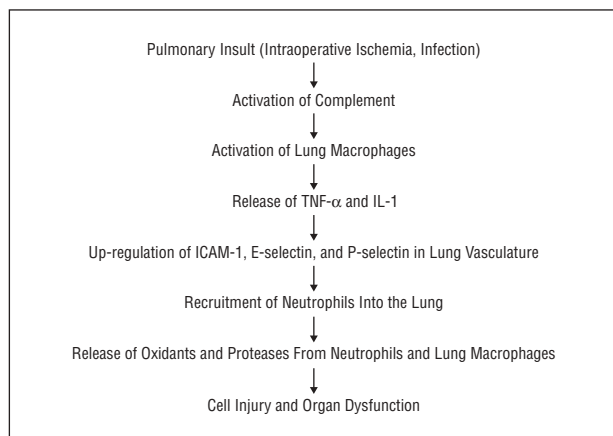 Pulmonary Insult (Intraoperative Ischemia, Infection)
Activation of Complement
Activation of Lung Macrophages
Release of TNF-α and IL-1
Up-regulation of ICAM-1, E-selectin, and P-selectin in Lung Vasculature
Recruitment of Neutrophils Into the Lung
Release of Oxidants and Proteases From Neutrophils and Lung Macrophages
Cell Injury and Organ Dysfunction